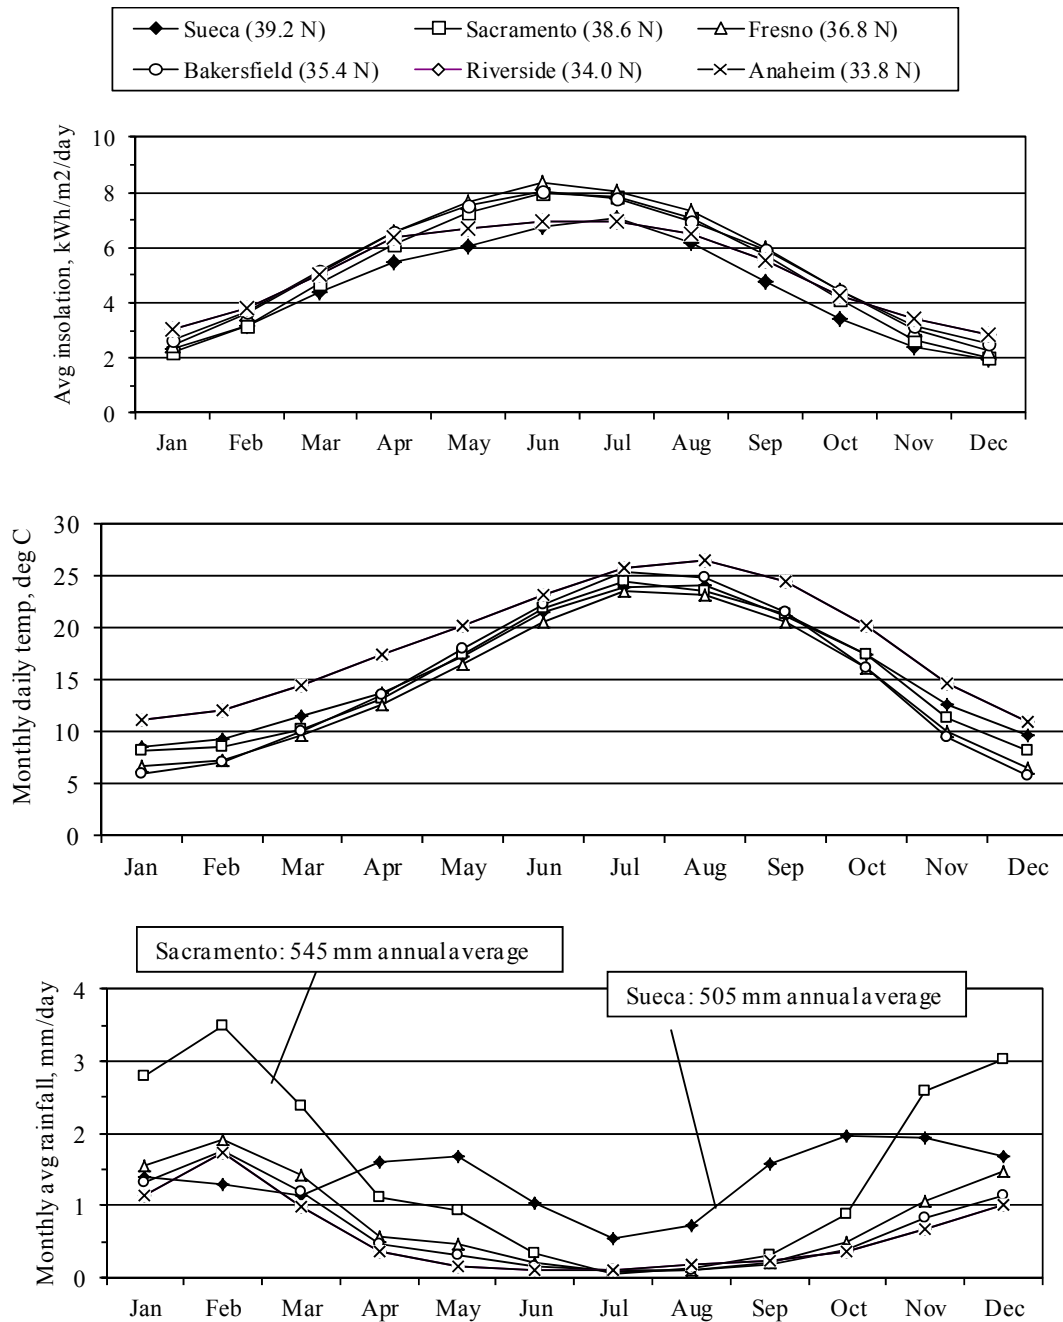 Sueca (39.2 N) Sacramento (38.6 N) Fresno (36.8 N)
Bakersfield (35.4 N) Riverside (34.0 N) Anaheim (33.8 N)
Avg insolation, kWh/m2/day
10
8
6
4
2
0
Jan Feb Mar Apr May Jun Jul Aug Sep Oct Nov Dec
Monthly daily temp, deg C
30
25
20
15
10
5
0
Jan Feb Mar Apr May Jun Jul Aug Sep Oct Nov Dec
Sacramento: 545 mm annual average
Sueca: 505 mm annual average
Monthly avg rainfall, mm/day
4
3
2
1
0
Jan Feb Mar Apr May Jun Jul Aug Sep Oct Nov Dec